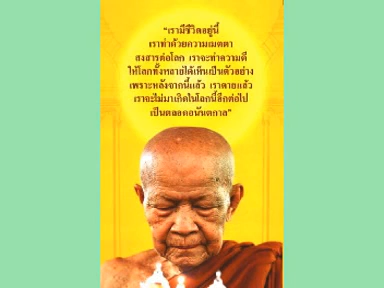 “เรามีชีวิตอยู่นี้
เราทำด้วยความเมตตา
สงสารต่อโลก เราจะทำความดี
ให้โลกทั้งหลายได้เห็นเป็นตัวอย่าง
เพราะหลังจากนี้แล้ว เราตายแล้ว
เราจะไม่มาเกิดในโลกนี้อีกต่อไป
เป็นตลอดอนันตกาล”